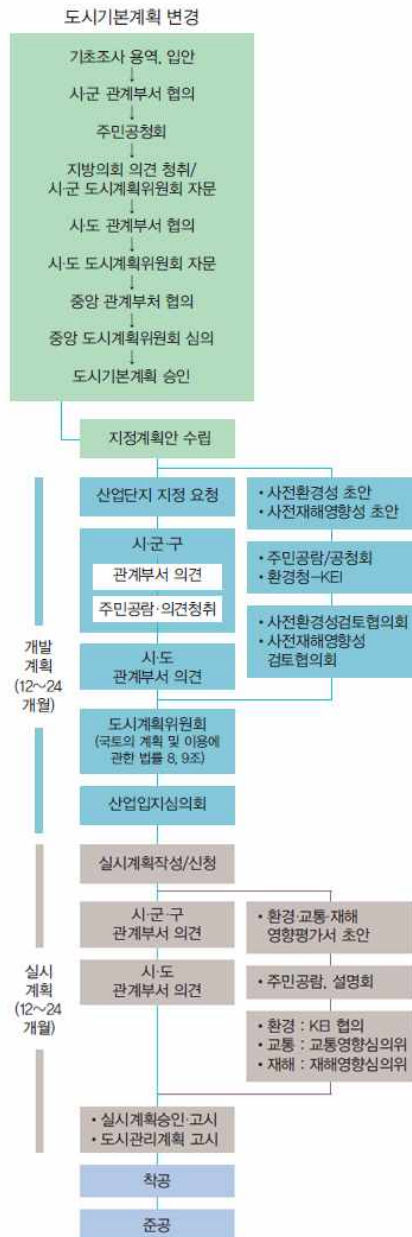 도시기본계획 변경
기초조사 용역, 입안
↓
시·군 관계부서 협의
↓
주민공청회
↓
지방의회 의견 청취/
시·군 도시계획위원회 자문
↓
시·도 관계부서 협의
↓
시·도 도시계획위원회 자문
↓
중앙 관계부처 협의
↓
중앙 도시계획위원회 심의
↓
도시기본계획 승인
지정계획안 수립
개발
계획
(12~24
개월)
산업단지 지정 요청
시·군·구
관계부서 의견
주민공람·의견청취
시·도
관계부서 의견
• 사전환경성 초안
• 사전재해영향성 초안
• 주민공람/공청회
• 환경청-KEI
• 사전환경성검토협의회
• 사전재해영향성
검토협의회
도시계획위원회
(국토의 계획 및 이용에
관한 법률 8, 9조)
산업입지심의회
실시
계획
(12~24
개월)
실시계획작성/신청
시·군·구
관계부서 의견
시·도
관계부서 의견
• 환경·교통·재해
영향평가서 초안
• 주민공람, 설명회
• 환경 : KEI 협의
• 교통 : 교통영향심의위
• 재해 : 재해영향심의위
• 실시계획승인·고시
• 도시관리계획 고시
착공
준공